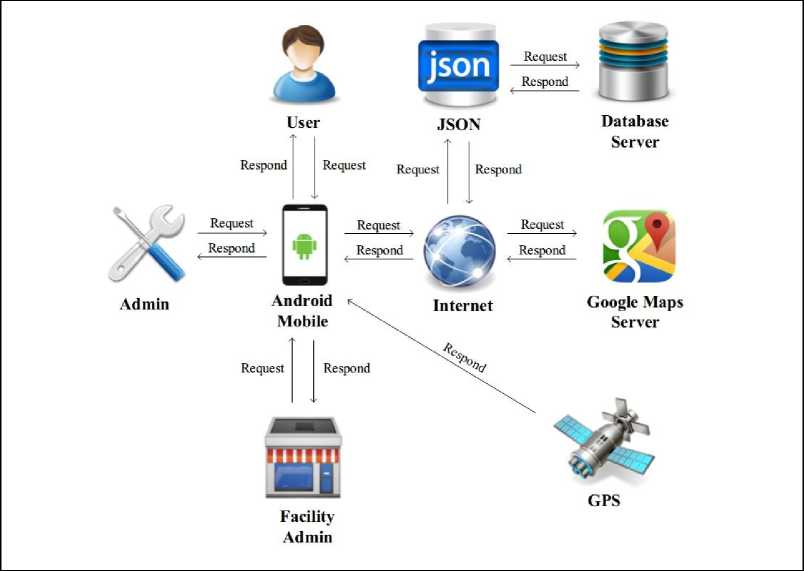 json
Request
Respond
User
JSON
Database
Server
Respond
Request
Request
Respond
Request
Respond
Request
Respond
Request
Respond
Admin
Android
Mobile
Internet
Google Maps
Server
Respond
Request
Respond
GPS
Facility
Admin